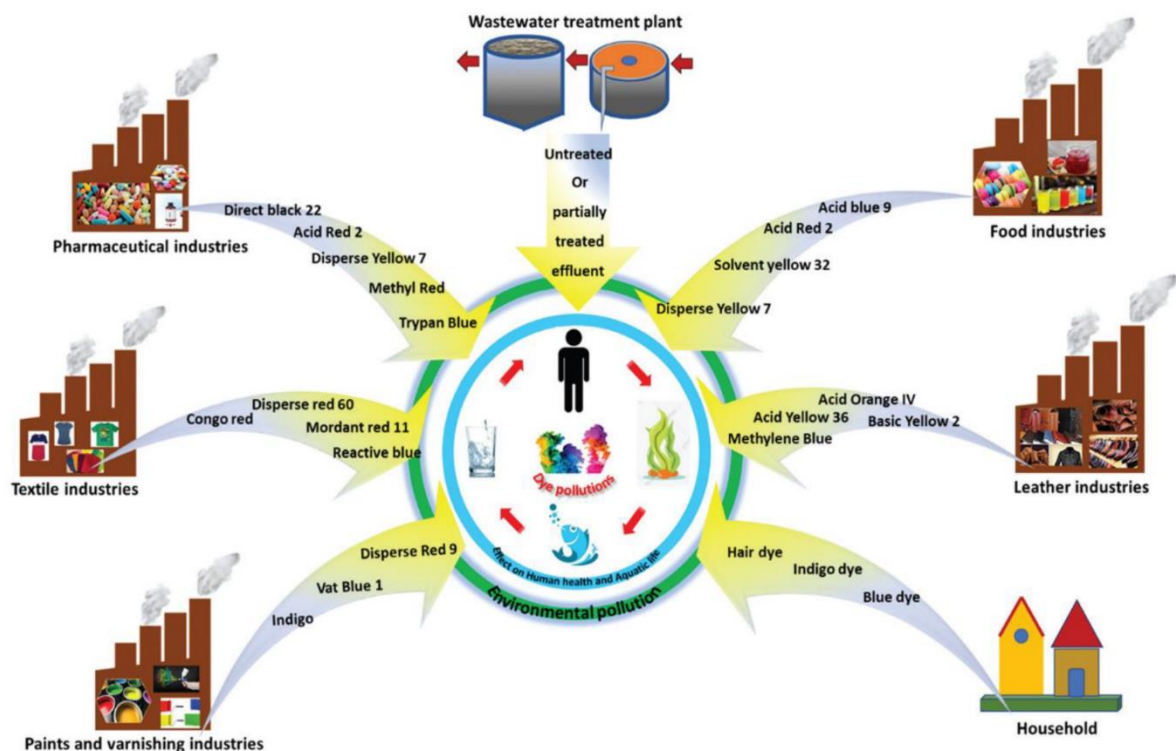 Wastewater treatment plant
Untreated
Or
partially
treated
effluent
Direct black 22
Acid Red 2
Disperse Yellow 7
Methyl Red
Trypan Blue
Pharmaceutical industries
Acid blue 9
Acid Red 2
Solvent yellow 32
Disperse Yellow 7
Food industries
Congo red
Disperse red 60
Mordant red 11
Reactive blue
Textile industries
Acid Orange IV
Acid Yellow 36
Basic Yellow 2
Methylene Blue
Leather industries
Dye pollutions
Effect on Human health and Aquatic life
Environmental pollution
Disperse Red 9
Vat Blue 1
Indigo
Paints and varnishing industries
Hair dye
Indigo dye
Blue dye
Household